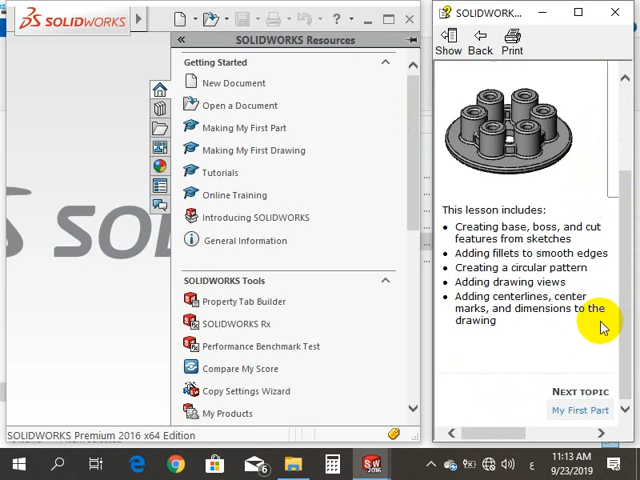 SOLIDWORKS
?
SOLIDWORKS Resources
Getting Started
New Document
Open a Document
Making My First Part
Making My First Drawing
Tutorials
Online Training
Introducing SOLIDWORKS
General Information
SOLIDWORKS Tools
Property Tab Builder
SOLIDWORKS Rx
Performance Benchmark Test
Compare My Score
Copy Settings Wizard
My Products
SOLIDWORKS Premium 2016 x64 Edition
SOLIDWORK...
Show Back Print
This lesson includes:
Creating base, boss, and cut
features from sketches
Adding fillets to smooth edges
Creating a circular pattern
Adding drawing views
Adding centerlines, center
marks, and dimensions to the
drawing
NEXT TOPIC
My First Part
6
SW
2016
ع
11:13 AM
9/23/2019